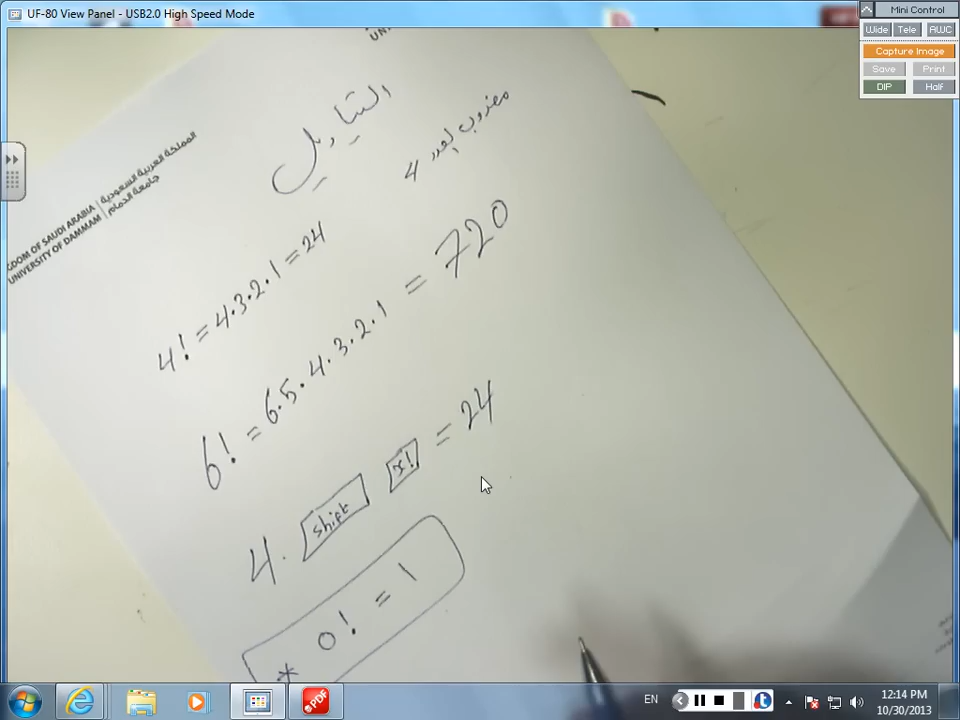 UF-80 View Panel - USB2.0 High Speed Mode
Mini Control
Wide Tele AWC
Capture Image
Save Print
DIP Half
المملكة العربية السعودية
جامعة الدمام
GDOM OF SAUDI ARABIA
UNIVERSITY OF DAMMAM
التباديل
مضروب العدد 4
4! = 4.3.2.1 = 24
6! = 6.5.4.3.2.1 = 720
4. shift x! = 24
* 0! = 1
PDF
EN
12:14 PM
10/30/2013